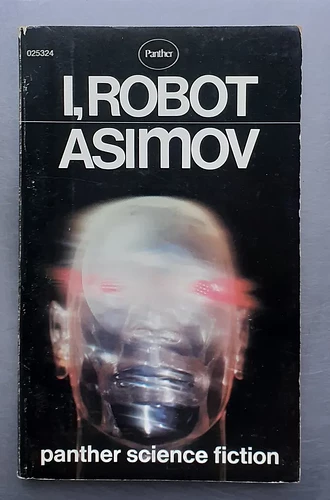 Panther
025324
I, ROBOT
ASIMOV
panther science fiction